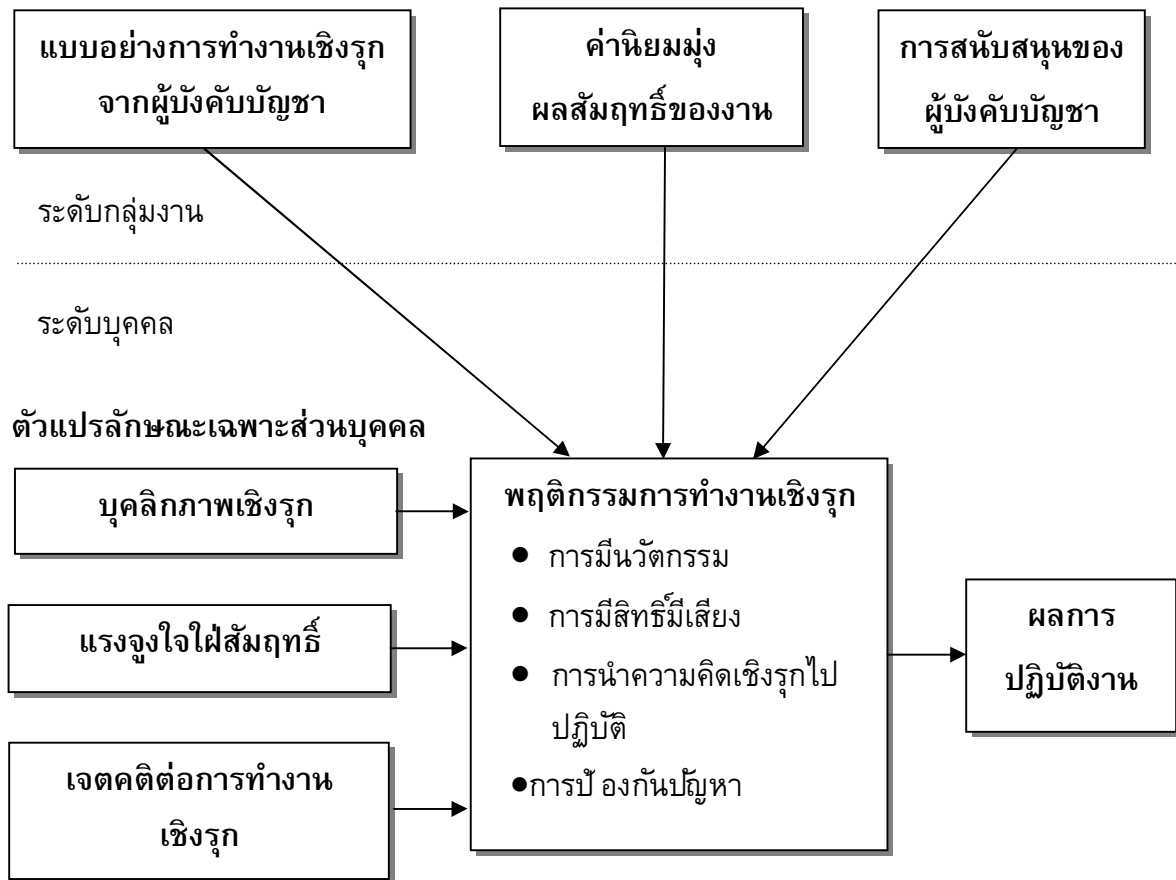 แบบอย่างการทำงานเชิงรุก
จากผู้บังคับบัญชา
ค่านิยมมุ่ง
ผลสัมฤทธิ์ของงาน
การสนับสนุนของ
ผู้บังคับบัญชา
ระดับกลุ่มงาน
ระดับบุคคล
ตัวแปรลักษณะเฉพาะส่วนบุคคล
บุคลิกภาพเชิงรุก
แรงจูงใจใฝ่สัมฤทธิ์
เจตคติต่อการทำงาน
เชิงรุก
พฤติกรรมการทำงานเชิงรุก
● การมีนวัตกรรม
● การมีสิทธิ์มีเสียง
● การนำความคิดเชิงรุกไป
ปฏิบัติ
●การป้ องกันปัญหา
ผลการ
ปฏิบัติงาน